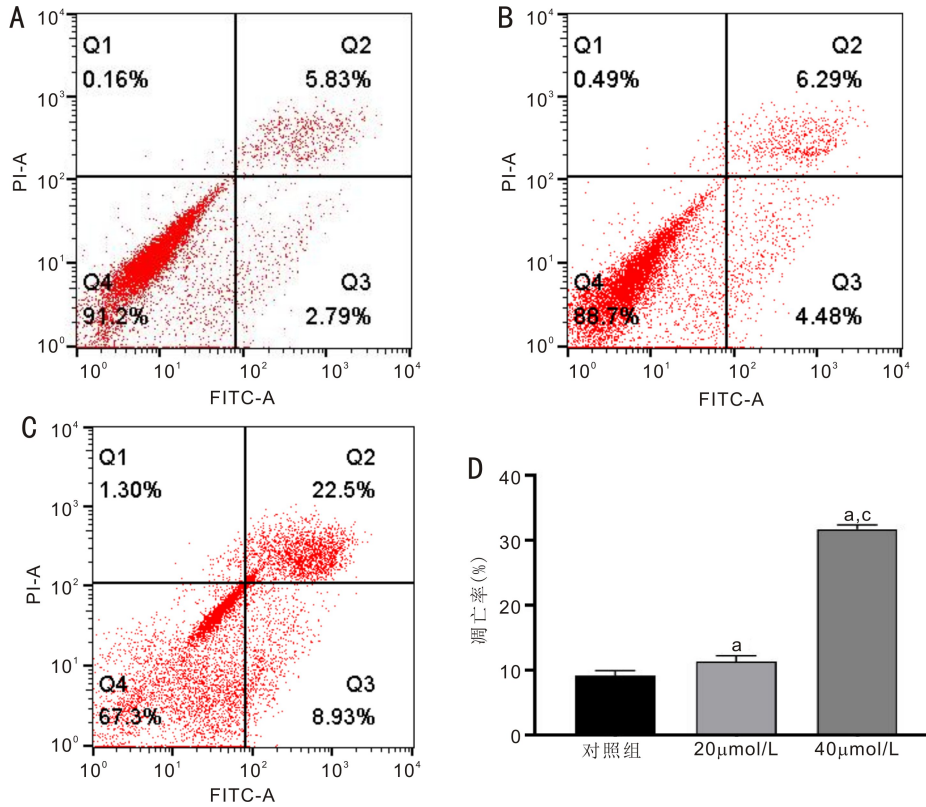 A
10⁴
Q1
Q2
0.16%
5.83%
10³
PI-A
10²
10¹
Q4
Q3
91.2%
2.79%
10⁰
10⁰ 10¹ 10² 10³ 10⁴
FITC-A
B
10⁴
Q1
Q2
0.49%
6.29%
10³
PI-A
10²
10¹
Q4
Q3
88.7%
4.48%
10⁰
10⁰ 10¹ 10² 10³ 10⁴
FITC-A
C
10⁴
Q1
Q2
1.30%
22.5%
10³
PI-A
10²
10¹
Q4
Q3
67.3%
8.93%
10⁰
10⁰ 10¹ 10² 10³ 10⁴
FITC-A
D
40
30
20
10
0
凋亡率(%)
a
a,c
对照组 20μmol/L 40μmol/L